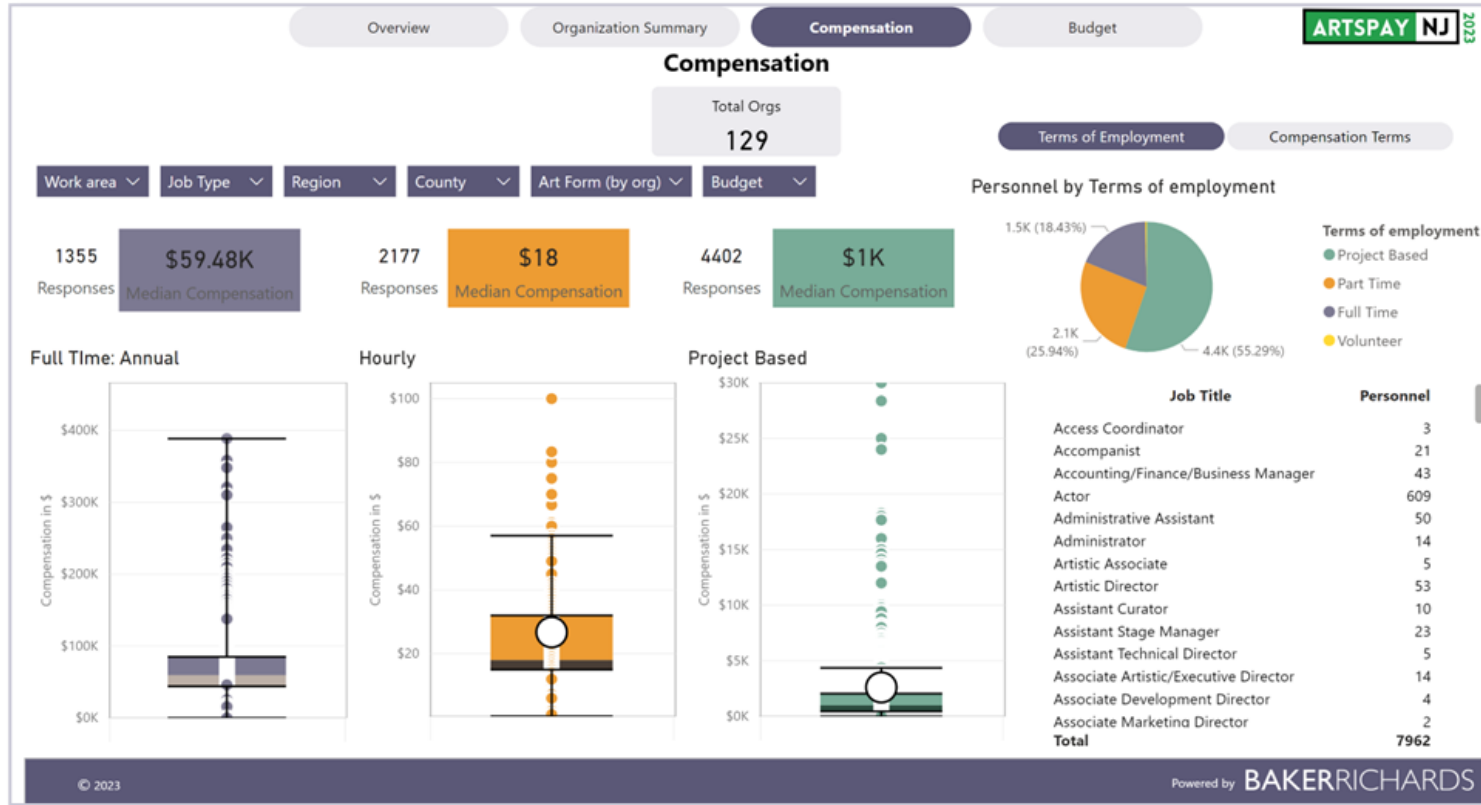 Overview
Organization Summary
Compensation
Budget
ARTSPAY NJ 2023
Compensation
Total Orgs
129
Terms of Employment
Compensation Terms
Work area
Job Type
Region
County
Art Form (by org)
Budget
1355
Responses
$59.48K
Median Compensation
2177
Responses
$18
Median Compensation
4402
Responses
$1K
Median Compensation
Personnel by Terms of employment
1.5K (18.43%)
2.1K
(25.94%)
4.4K (55.29%)
Terms of employment
Project Based
Part Time
Full Time
Volunteer
Full TIme: Annual
Compensation in $
$400K
$300K
$200K
$100K
$0K
Hourly
Compensation in $
$100
$80
$60
$40
$20
Project Based
Compensation in $
$30K
$25K
$20K
$15K
$10K
$5K
$0K
Job Title Personnel
Access Coordinator 3
Accompanist 21
Accounting/Finance/Business Manager 43
Actor 609
Administrative Assistant 50
Administrator 14
Artistic Associate 5
Artistic Director 53
Assistant Curator 10
Assistant Stage Manager 23
Assistant Technical Director 5
Associate Artistic/Executive Director 14
Associate Development Director 4
Associate Marketing Director 2
Total 7962
© 2023
Powered by BAKERRICHARDS